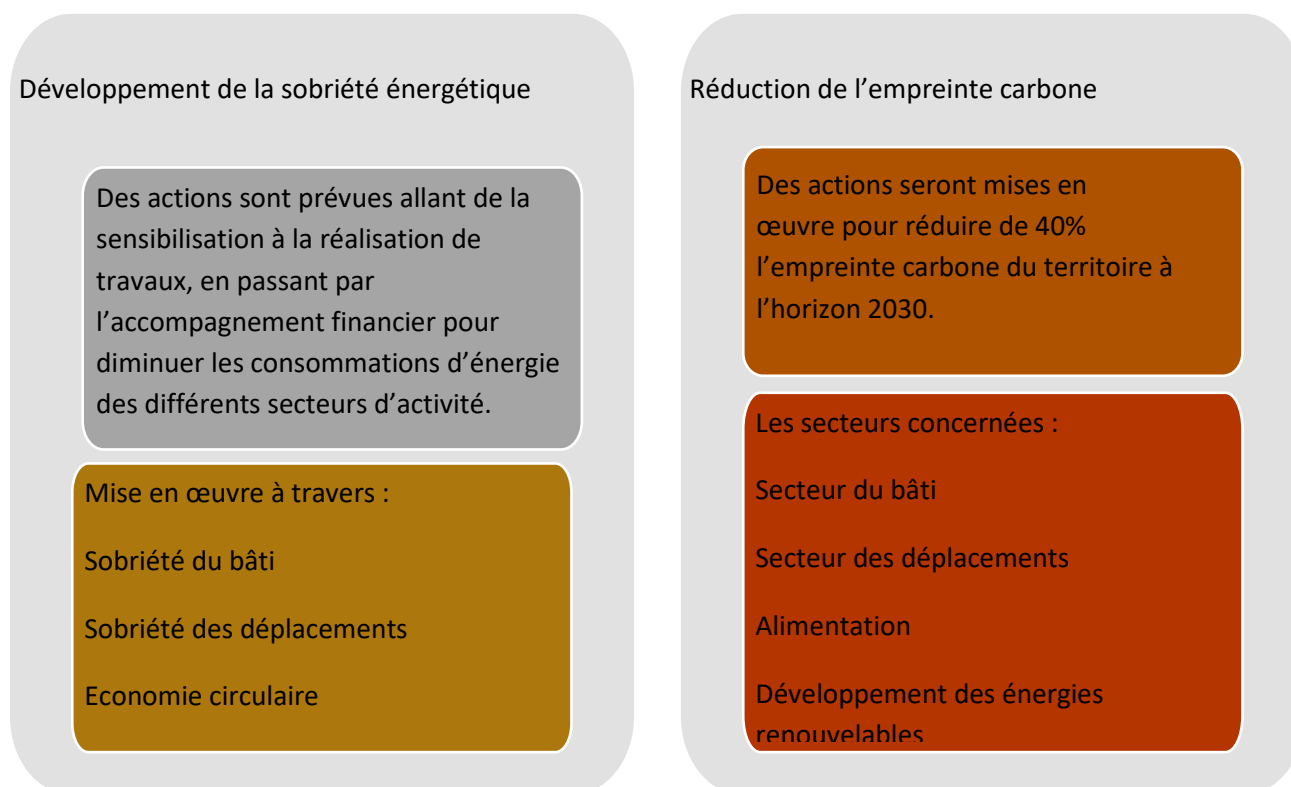 Développement de la sobriété énergétique
Des actions sont prévues allant de la
sensibilisation à la réalisation de
travaux, en passant par
l’accompagnement financier pour
diminuer les consommations d’énergie
des différents secteurs d’activité.
Mise en œuvre à travers :
Sobriété du bâti
Sobriété des déplacements
Economie circulaire
Réduction de l’empreinte carbone
Des actions seront mises en
œuvre pour réduire de 40%
l’empreinte carbone du territoire à
l’horizon 2030.
Les secteurs concernées :
Secteur du bâti
Secteur des déplacements
Alimentation
Développement des énergies
renouvelables